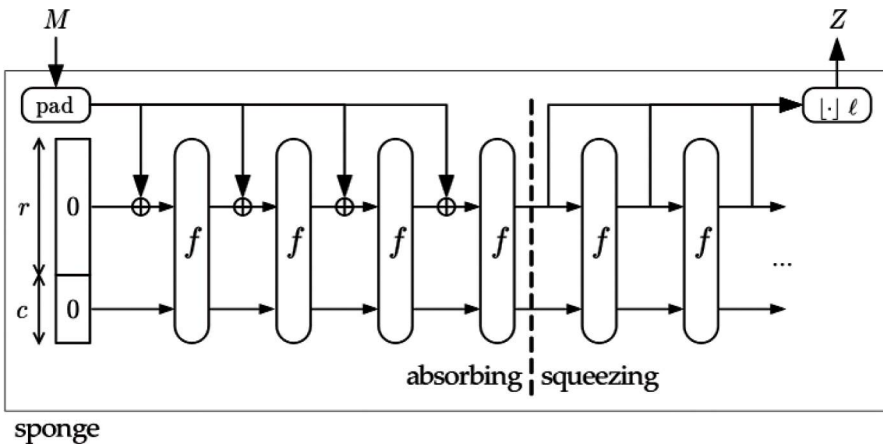 M Z
pad ⌊·⌋ ℓ
r 0 f f f f f f
...
c 0
absorbing squeezing
sponge